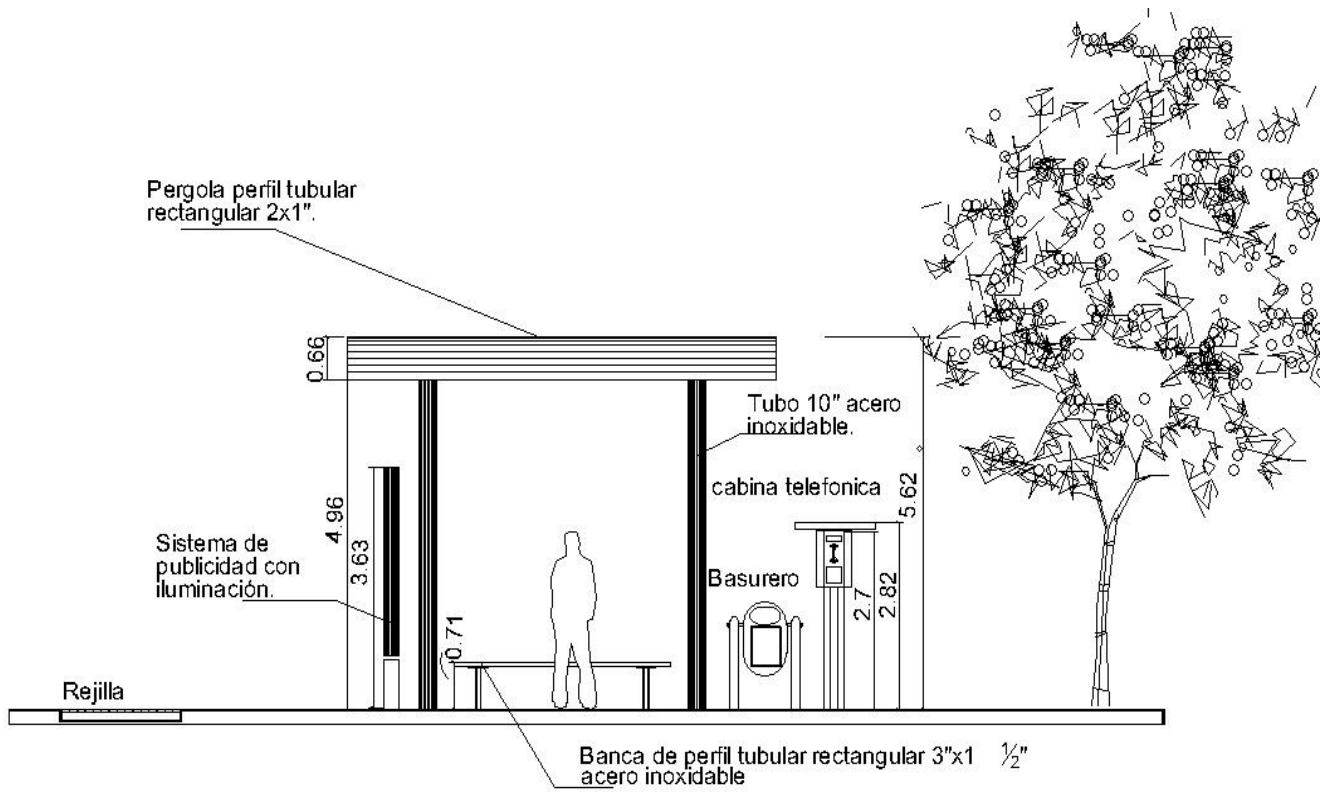 Pergola perfil tubular
rectangular 2x1".
0.66
Tubo 10" acero
inoxidable.
cabina telefonica
5.62
4.96
3.63
Sistema de
publicidad con
iluminación.
Basurero
2.7
2.82
0.71
Rejilla
Banca de perfil tubular rectangular 3"x1 ½"
acero inoxidable